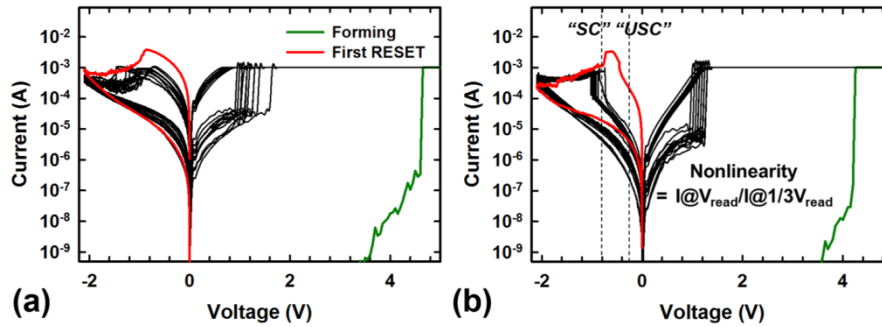 Forming
First RESET
10⁻²
10⁻³
10⁻⁴
10⁻⁵
10⁻⁶
10⁻⁷
10⁻⁸
10⁻⁹
Current (A)
-2 0 2 4
Voltage (V)
(a)
“SC” “USC”
10⁻²
10⁻³
10⁻⁴
10⁻⁵
10⁻⁶
10⁻⁷
10⁻⁸
10⁻⁹
Current (A)
Nonlinearity
= I@Vread/I@1/3Vread
-2 0 2 4
Voltage (V)
(b)